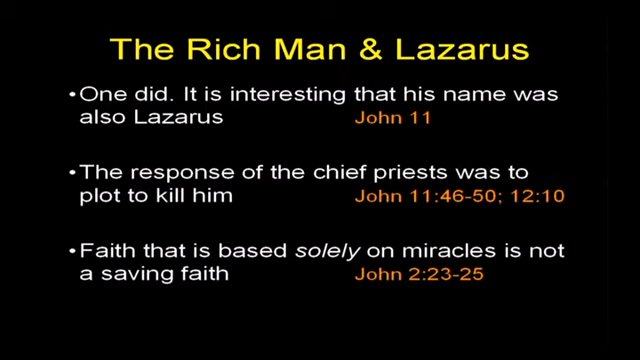 The Rich Man & Lazarus
•One did. It is interesting that his name was
also Lazarus John 11
•The response of the chief priests was to
plot to kill him John 11:46-50; 12:10
•Faith that is based solely on miracles is not
a saving faith John 2:23-25